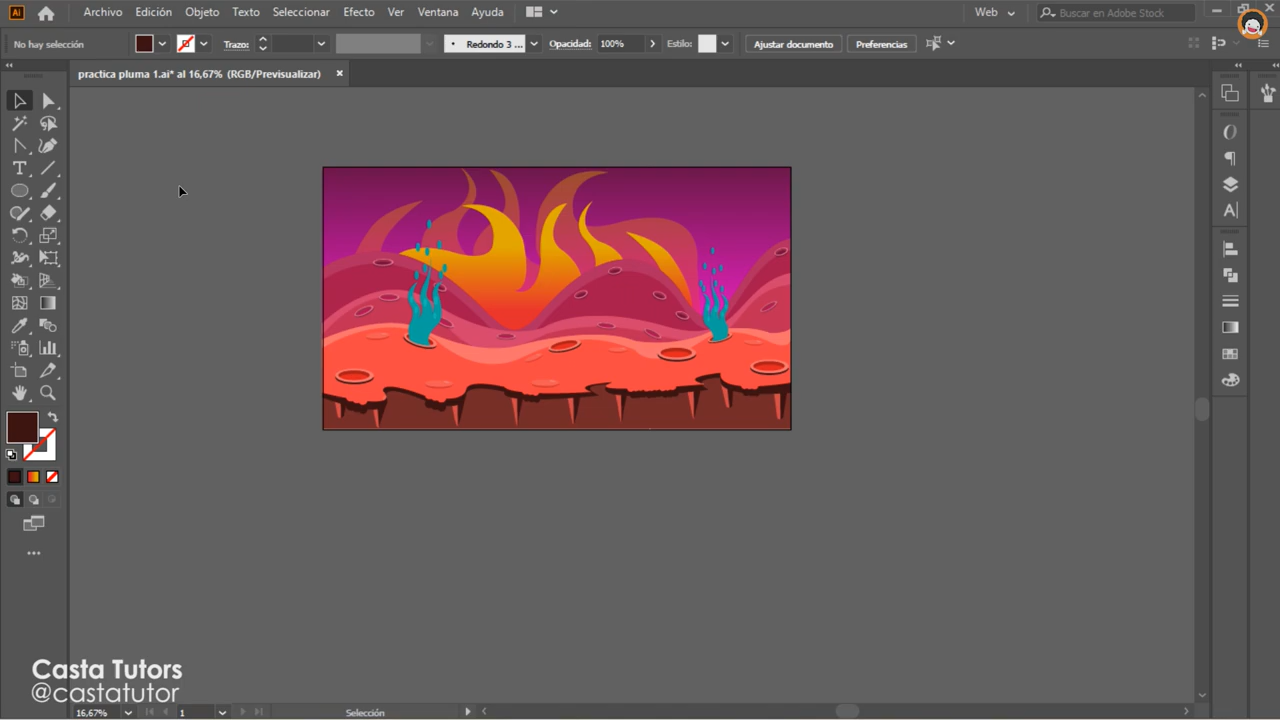 Ai Archivo Edición Objeto Texto Seleccionar Efecto Ver Ventana Ayuda Web Buscar en Adobe Stock
No hay selección Trazo: Redondo 3 ... Opacidad: 100% Estilo: Ajustar documento Preferencias
practica pluma 1.ai* al 16,67% (RGB/Previsualizar)
Casta Tutors
@castatutor
16,67% 1 Selección